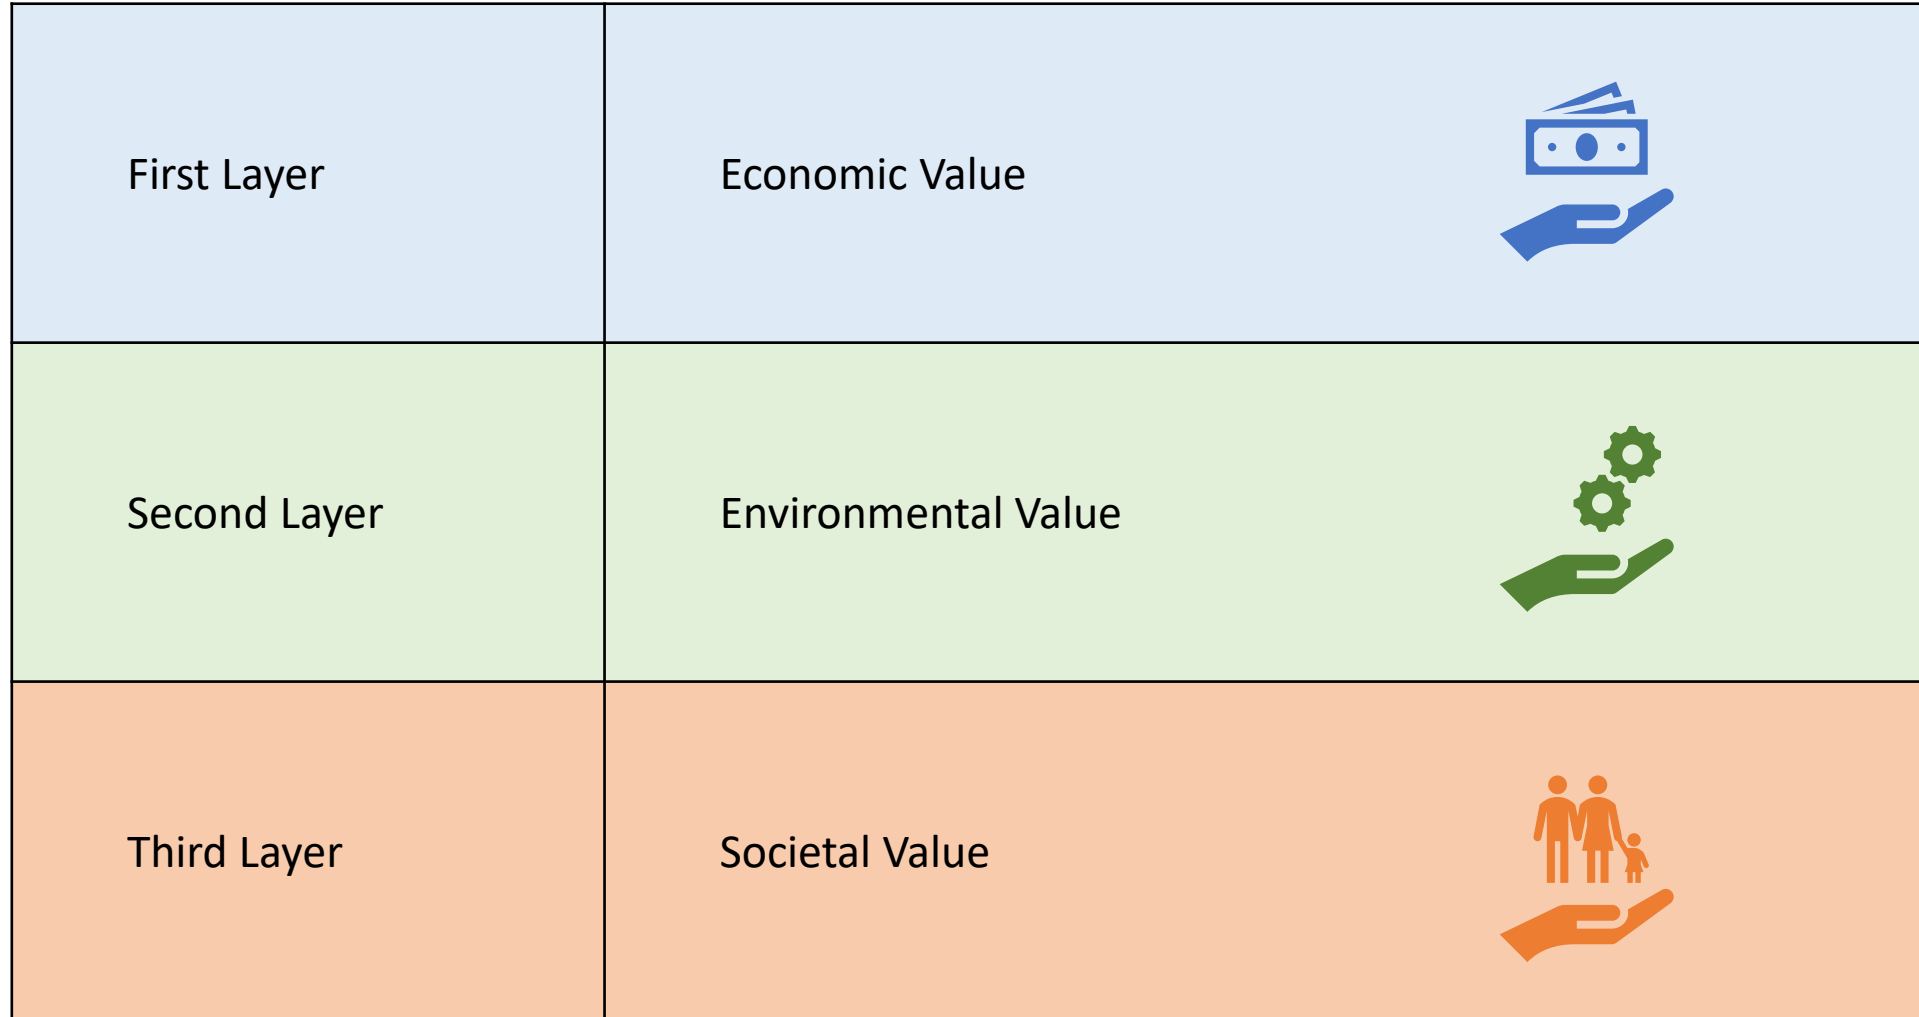 First Layer
Economic Value
Second Layer
Environmental Value
Third Layer
Societal Value